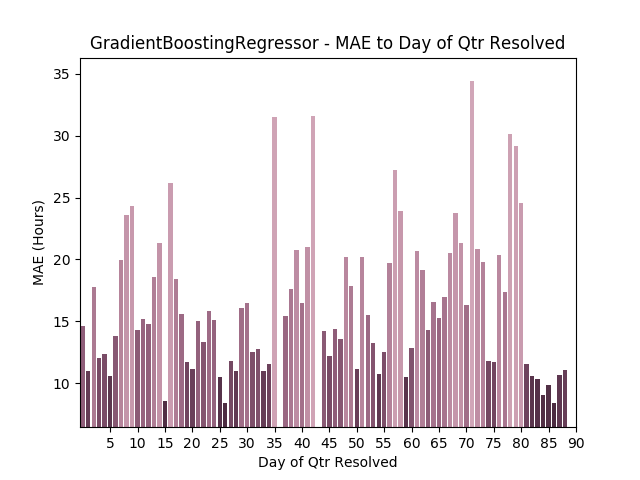 GradientBoostingRegressor - MAE to Day of Qtr Resolved
35
30
25
20
15
10
MAE (Hours)
5 10 15 20 25 30 35 40 45 50 55 60 65 70 75 80 85 90
Day of Qtr Resolved